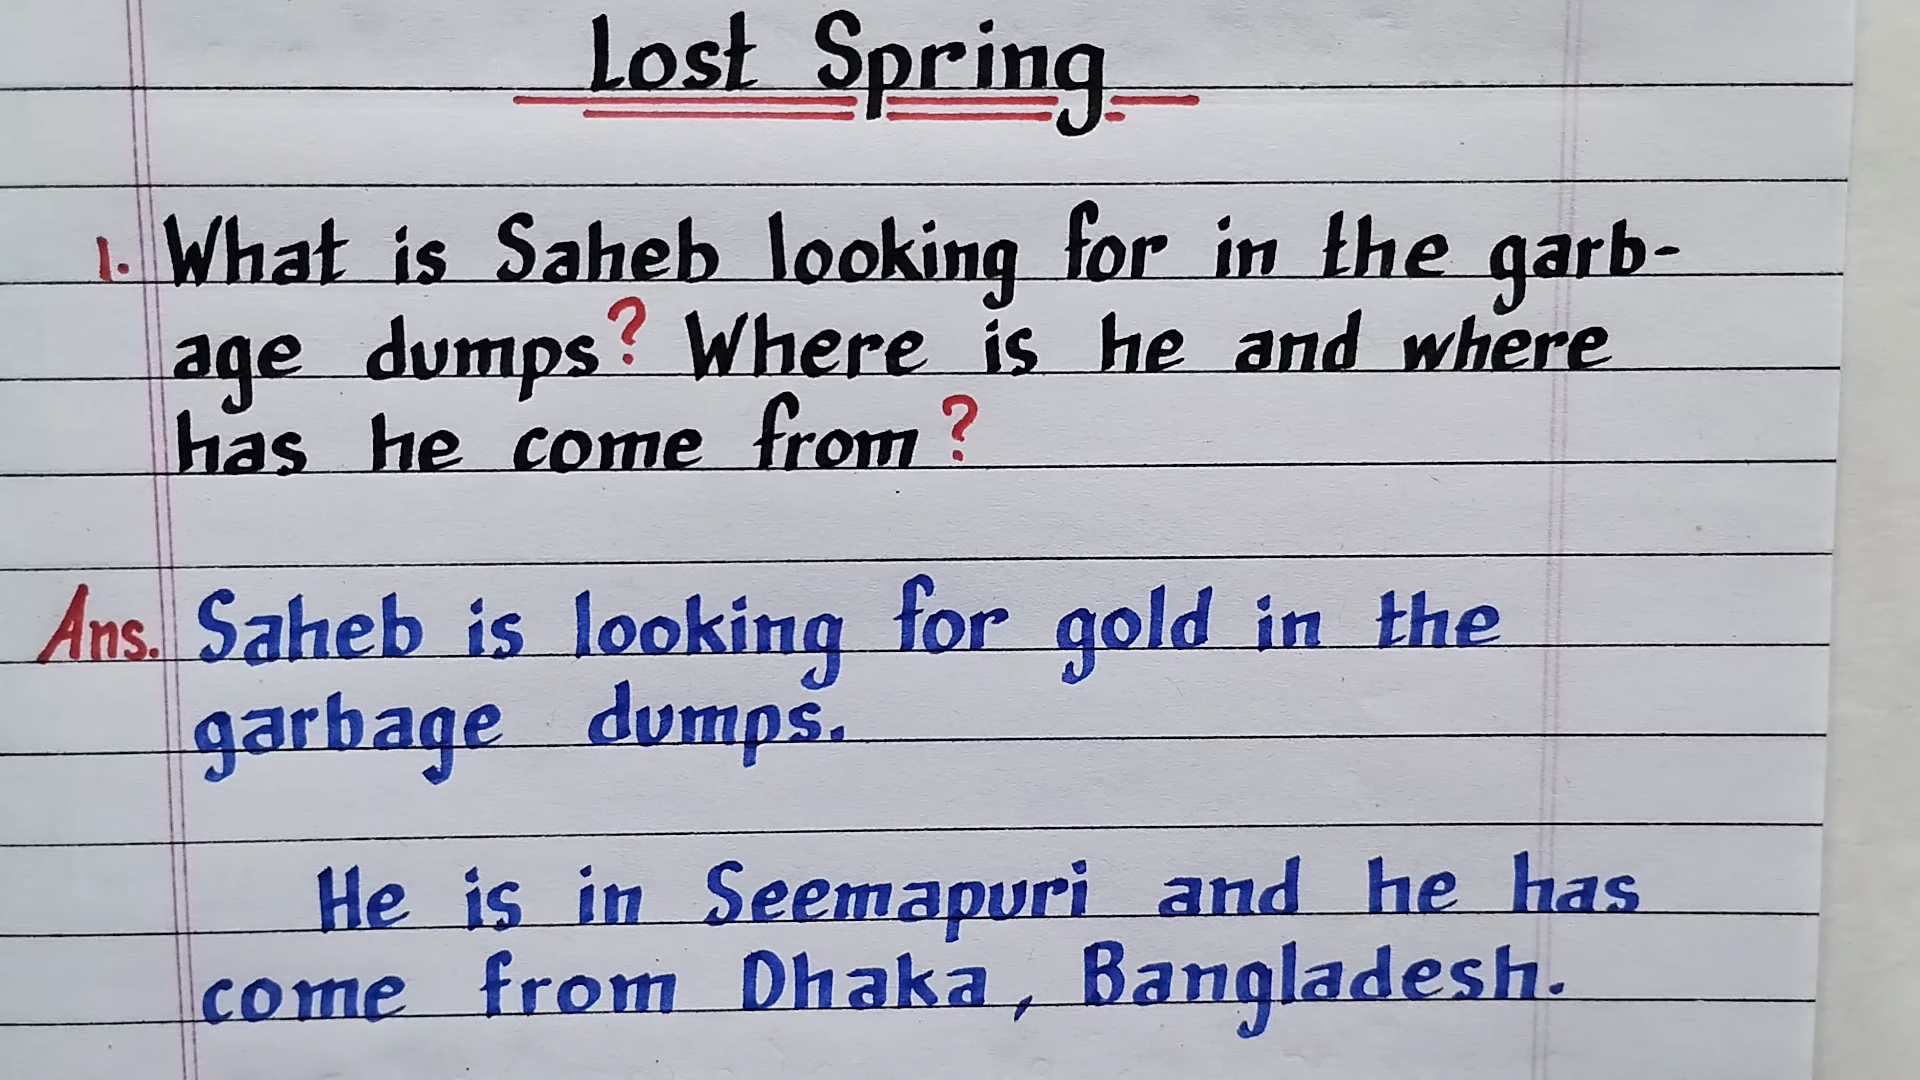 Lost Spring
1. What is Saheb looking for in the garb-
age dumps? Where is he and where
has he come from?
Ans. Saheb is looking for gold in the
garbage dumps.
He is in Seemapuri and he has
come from Dhaka, Bangladesh.